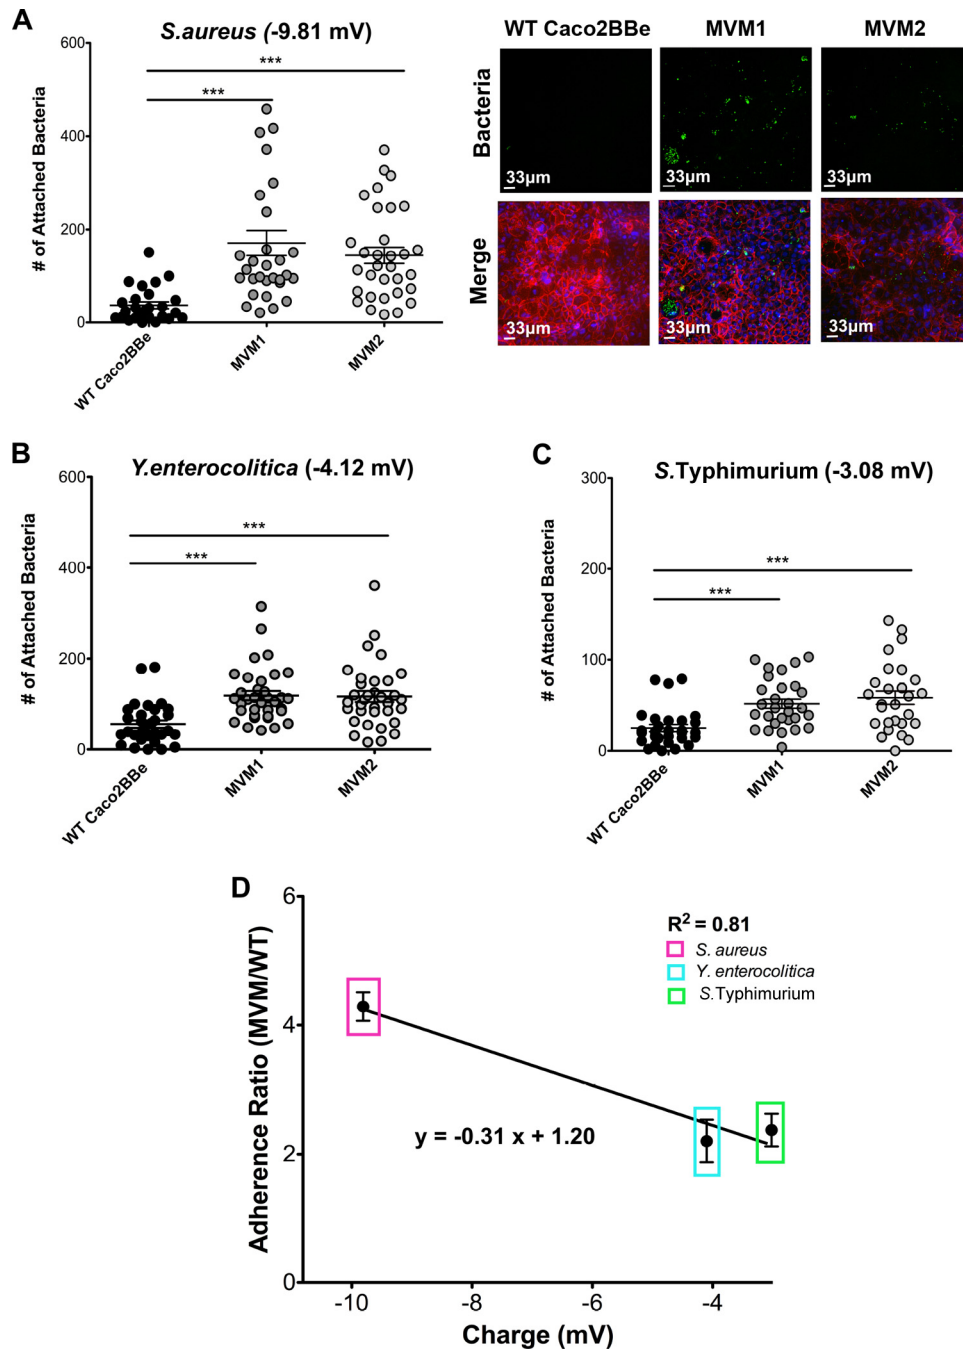 A
S.aureus (-9.81 mV)
600
400
200
0
# of Attached Bacteria
***
***
WT Caco2BBe
MVM1
MVM2
WT Caco2BBe
MVM1
MVM2
Bacteria
33µm
33µm
33µm
Merge
33µm
33µm
33µm
B
Y.enterocolitica (-4.12 mV)
600
400
200
0
# of Attached Bacteria
***
***
WT Caco2BBe
MVM1
MVM2
C
S.Typhimurium (-3.08 mV)
300
200
100
0
# of Attached Bacteria
***
***
WT Caco2BBe
MVM1
MVM2
D
6
4
2
0
Adherence Ratio (MVM/WT)
R² = 0.81
S. aureus
Y. enterocolitica
S.Typhimurium
y = -0.31 x + 1.20
-10
-8
-6
-4
Charge (mV)